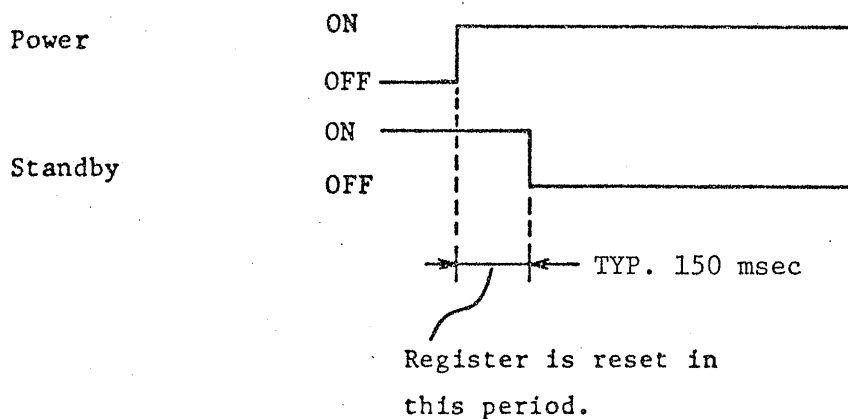 Power
ON
OFF
Standby
ON
OFF
TYP. 150 msec
Register is reset in
this period.